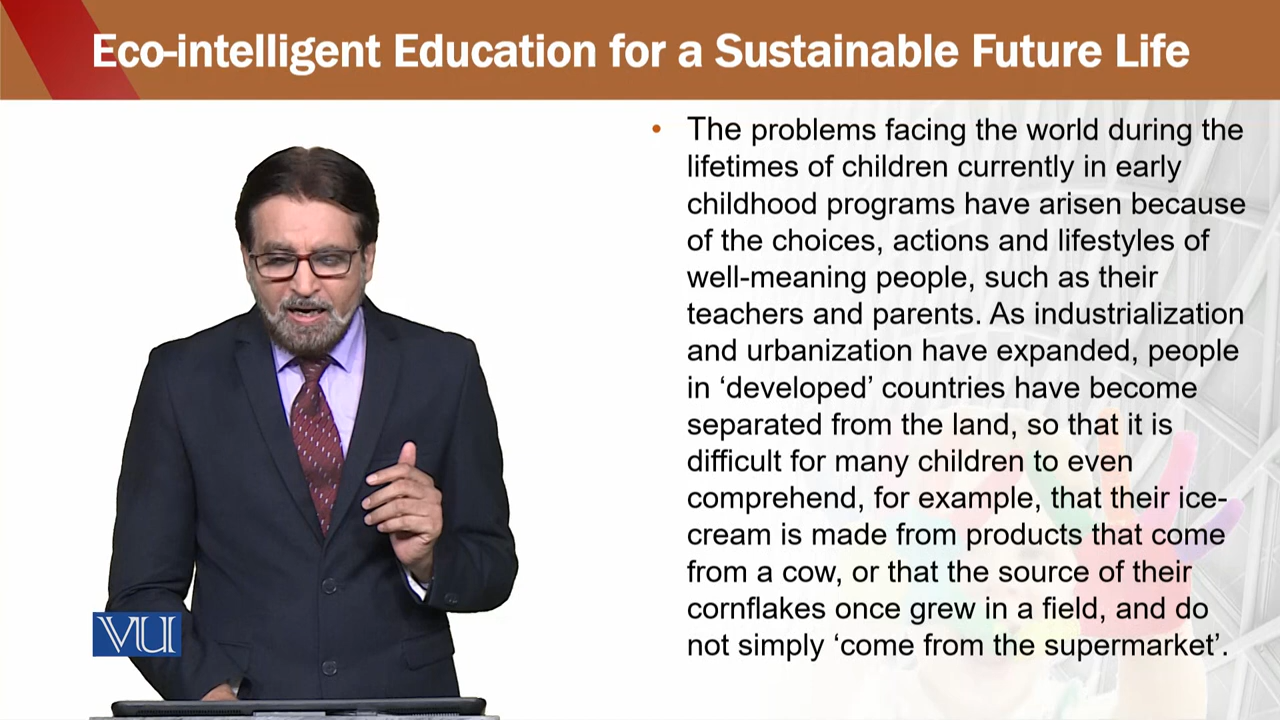 Eco-intelligent Education for a Sustainable Future Life
• The problems facing the world during the
lifetimes of children currently in early
childhood programs have arisen because
of the choices, actions and lifestyles of
well-meaning people, such as their
teachers and parents. As industrialization
and urbanization have expanded, people
in ‘developed’ countries have become
separated from the land, so that it is
difficult for many children to even
comprehend, for example, that their ice-
cream is made from products that come
from a cow, or that the source of their
cornflakes once grew in a field, and do
not simply ‘come from the supermarket’.
VU